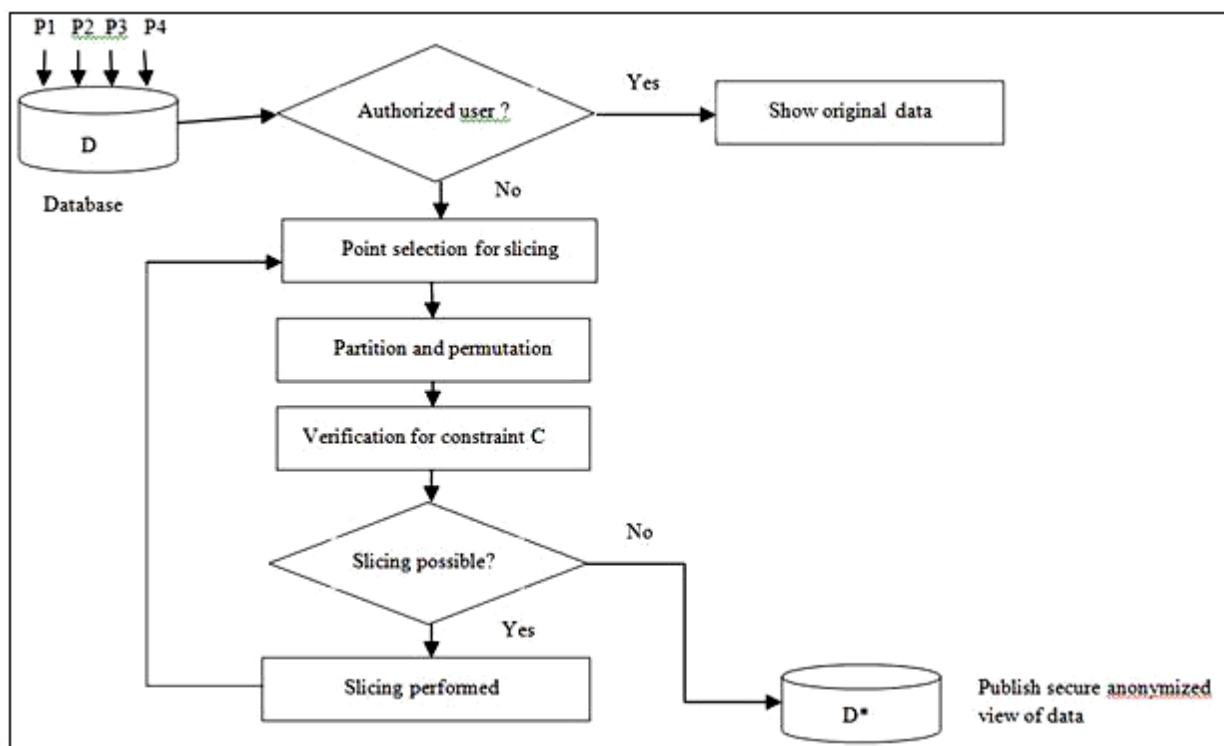 P1 P2 P3 P4
D
Database
Authorized user ?
Yes
Show original data
No
Point selection for slicing
Partition and permutation
Verification for constraint C
Slicing possible?
No
Yes
Slicing performed
D*
Publish secure anonymized
view of data